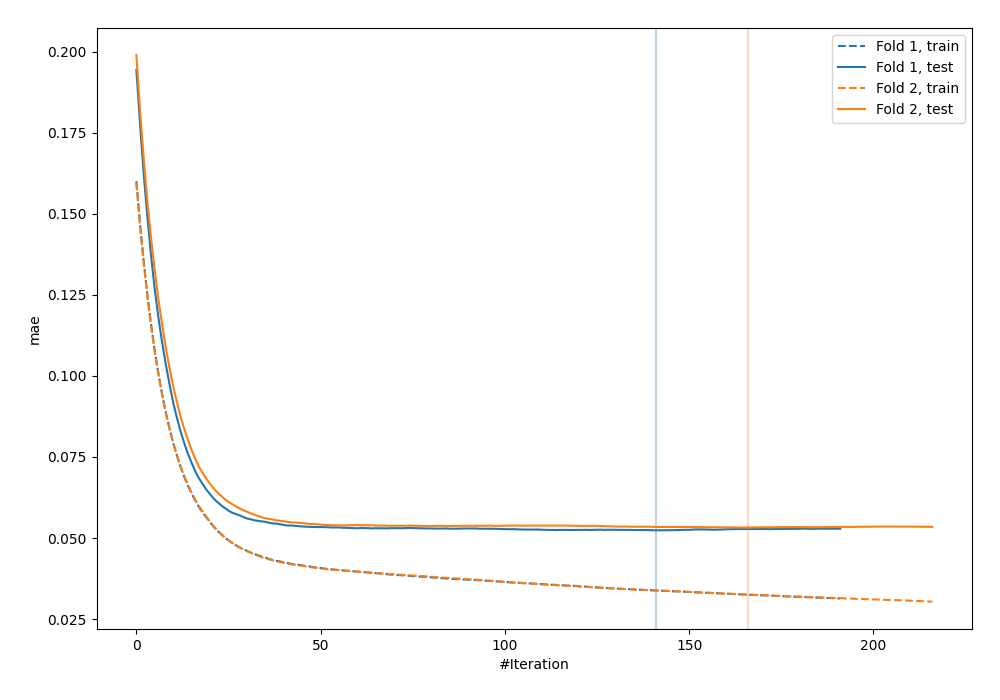 Fold 1, train
Fold 1, test
Fold 2, train
Fold 2, test
mae
0.200
0.175
0.150
0.125
0.100
0.075
0.050
0.025
0 50 100 150 200
#Iteration